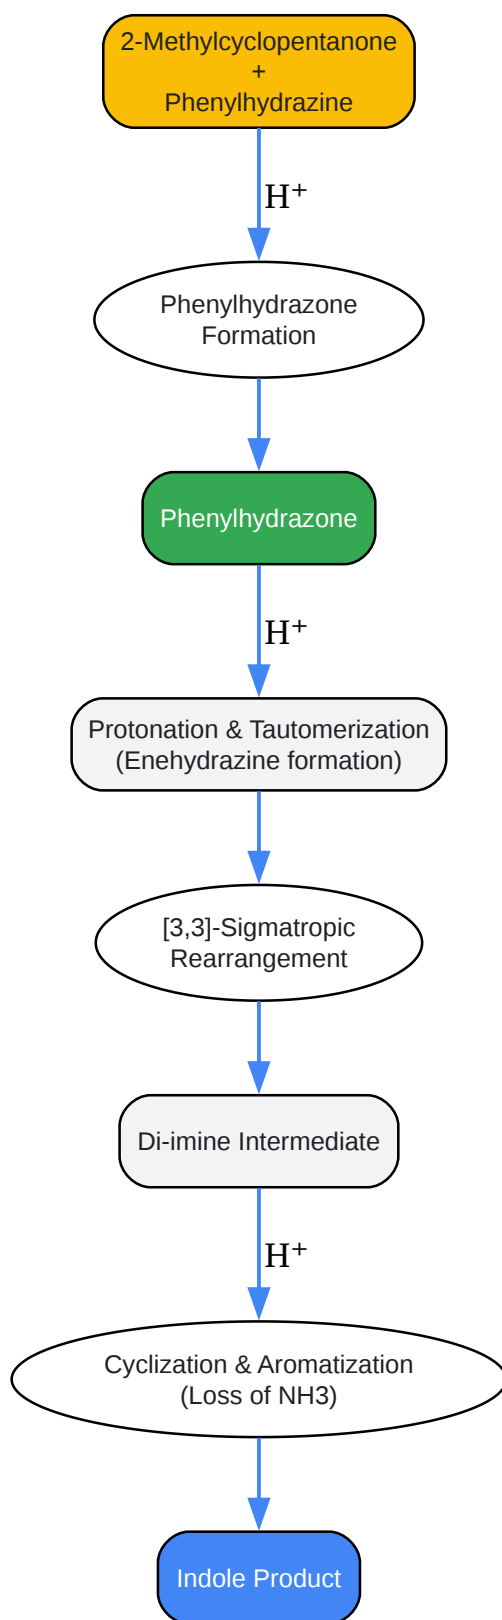 2-Methylcyclopentanone
+
Phenylhydrazine
H⁺
Phenylhydrazone
Formation
Phenylhydrazone
H⁺
Protonation & Tautomerization
(Enehydrazine formation)
[3,3]-Sigmatropic
Rearrangement
Di-imine Intermediate
H⁺
Cyclization & Aromatization
(Loss of NH3)
Indole Product